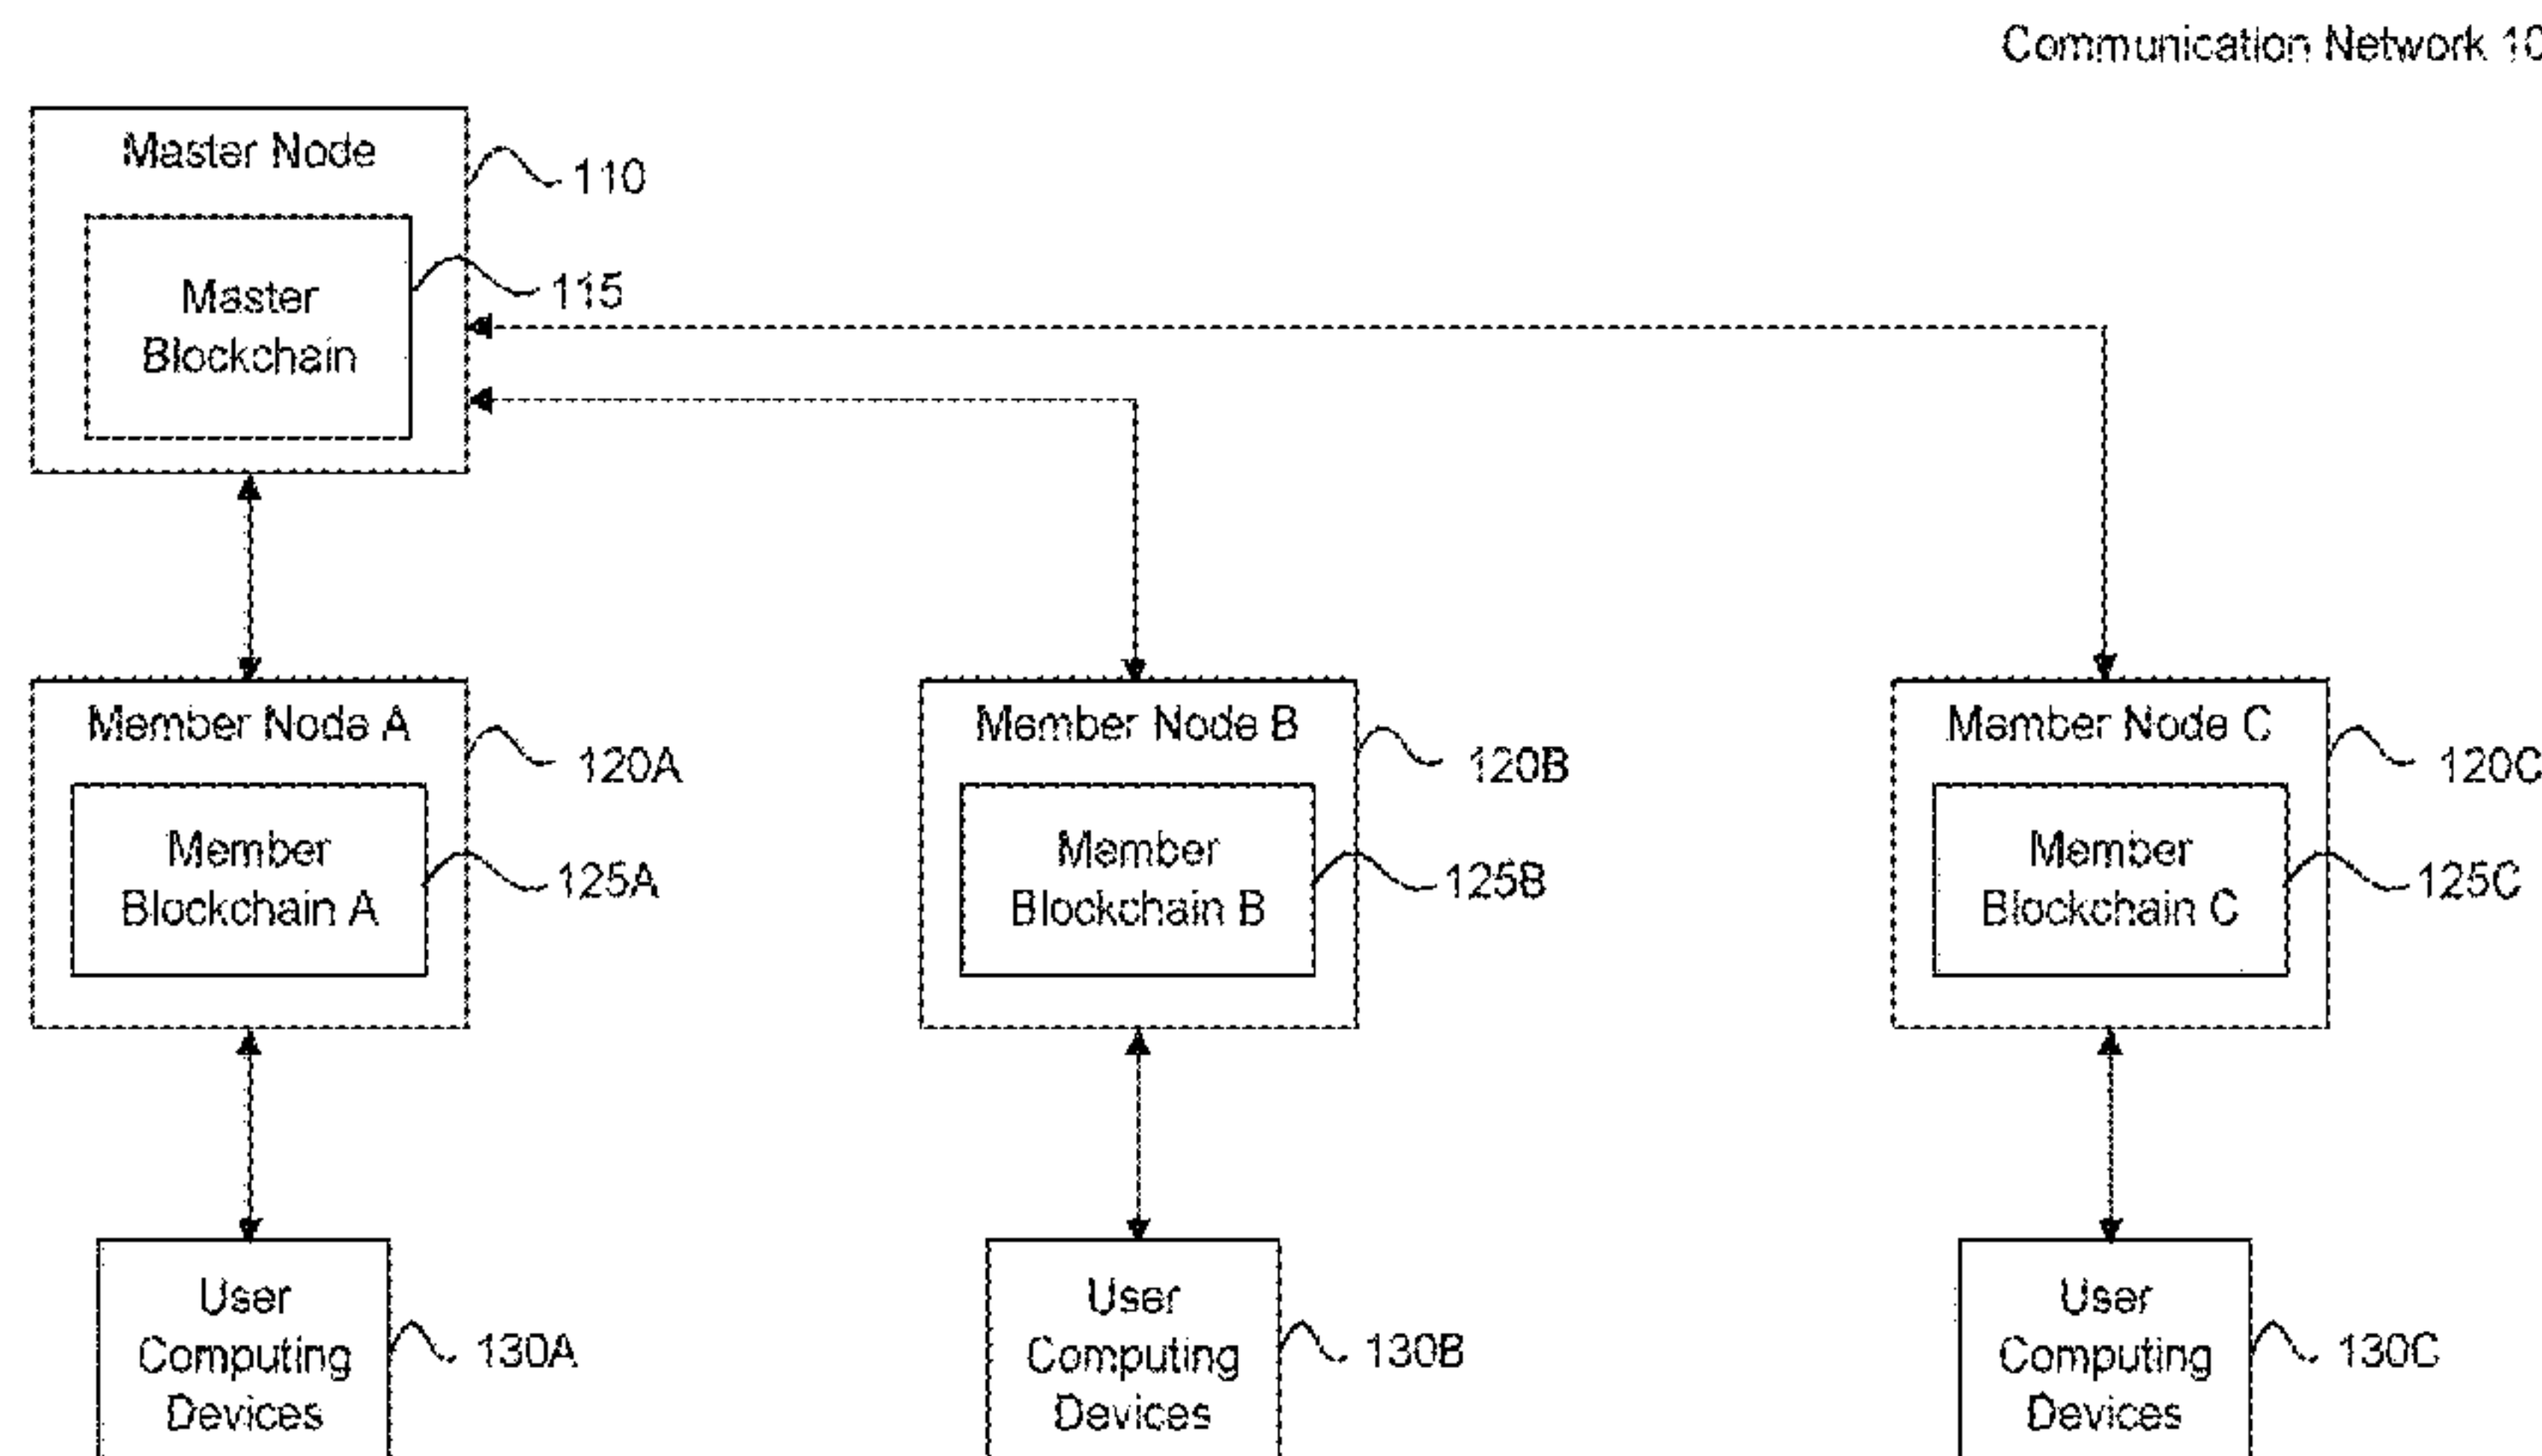 Communication Network 10
Master Node
110
Master
Blockchain
115
Member Node A
120A
Member
Blockchain A
125A
Member Node B
120B
Member
Blockchain B
125B
Member Node C
120C
Member
Blockchain C
125C
User
Computing
Devices
130A
User
Computing
Devices
130B
User
Computing
Devices
130C